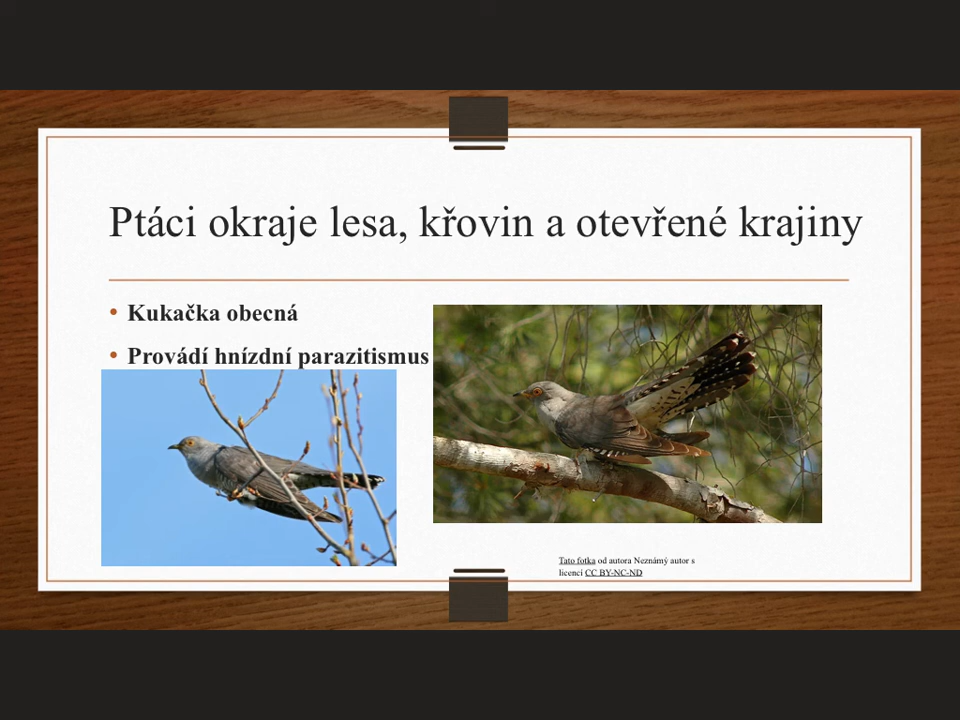 Ptáci okraje lesa, křovin a otevřené krajiny
• Kukačka obecná
• Provádí hnízdní parazitismus
Tato fotka od autora Neznámý autor s
licencí CC BY-NC-ND